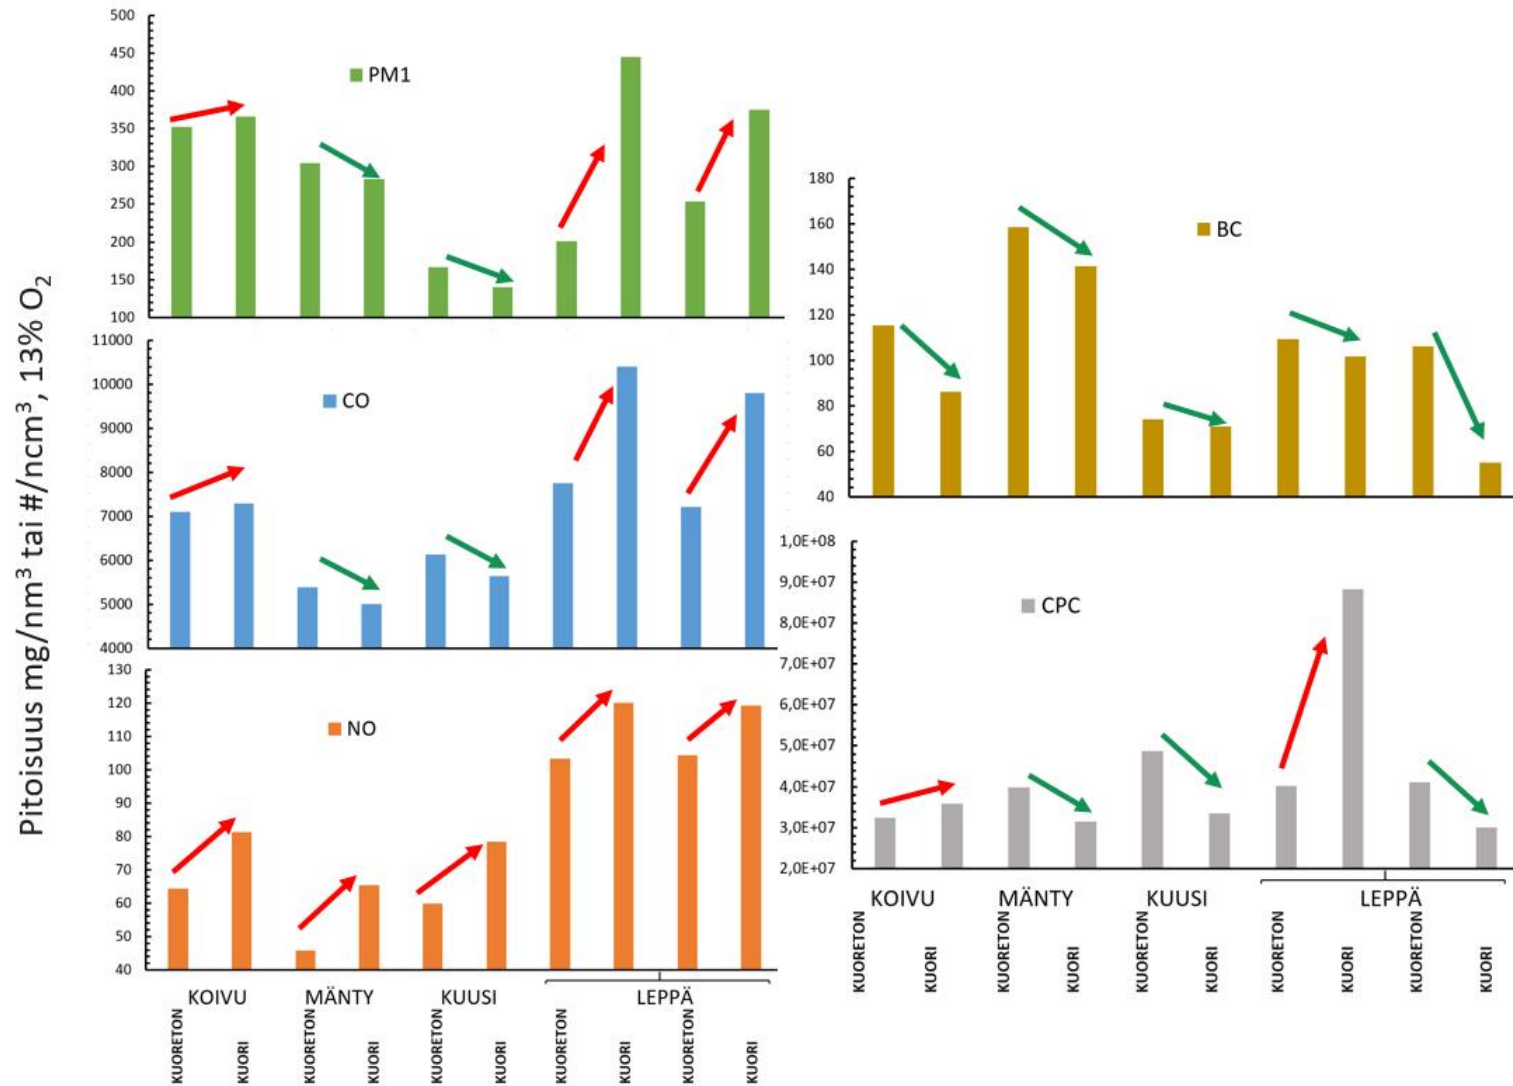 Pitoisuus mg/nm³ tai #/ncm³, 13% O₂
500
450
400
350
300
250
200
150
100
PM1
11000
10000
9000
8000
7000
6000
5000
4000
CO
130
120
110
100
90
80
70
60
50
40
NO
KOIVU MÄNTY KUUSI LEPPÄ
KUORETON KUORI KUORETON KUORI KUORETON KUORI KUORETON KUORI KUORETON KUORI
180
160
140
120
100
80
60
40
BC
1,0E+08
9,0E+07
8,0E+07
7,0E+07
6,0E+07
5,0E+07
4,0E+07
3,0E+07
2,0E+07
CPC
KOIVU MÄNTY KUUSI LEPPÄ
KUORETON KUORI KUORETON KUORI KUORETON KUORI KUORETON KUORI KUORETON KUORI